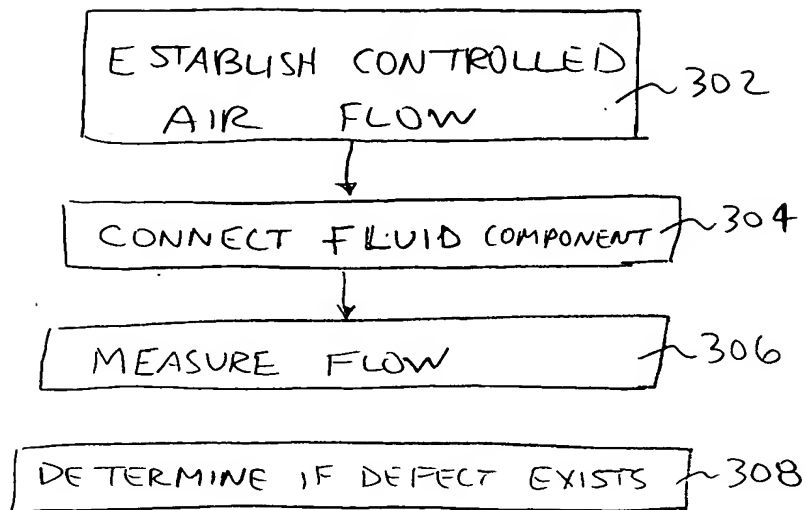 ESTABLISH CONTROLLED
AIR FLOW
302
CONNECT FLUID COMPONENT
304
MEASURE FLOW
306
DETERMINE IF DEFECT EXISTS
308